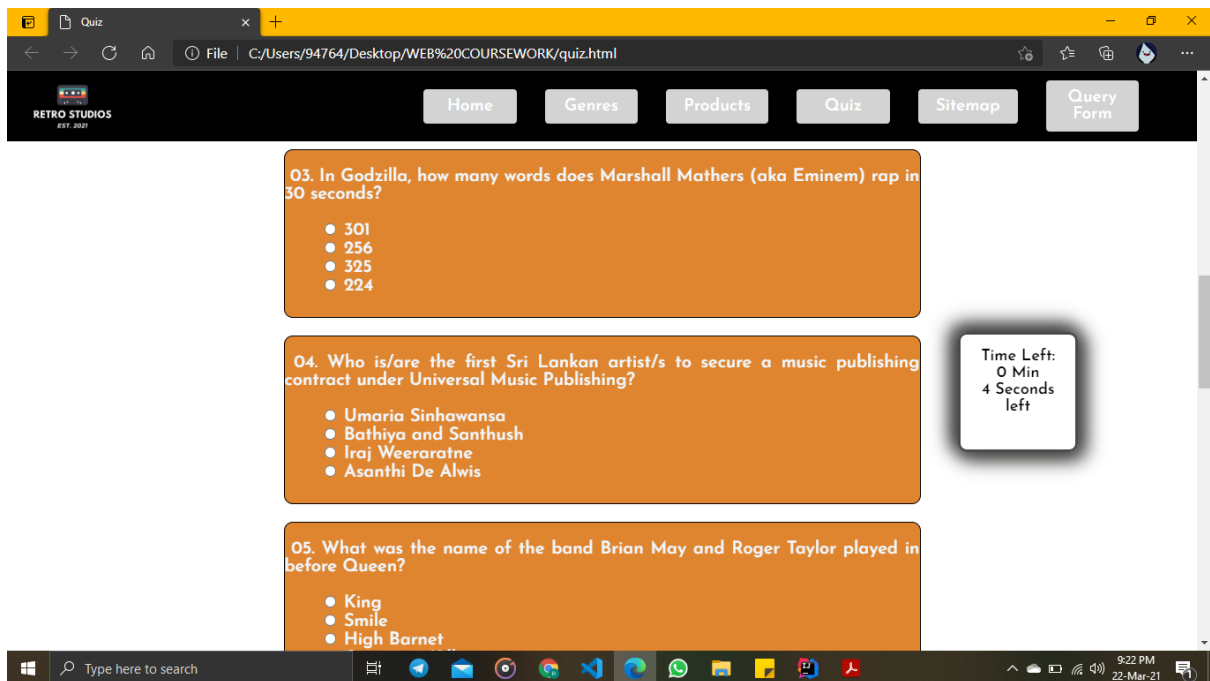 Quiz
File
C:/Users/94764/Desktop/WEB%20COURSEWORK/quiz.html
RETRO STUDIOS
EST. 2021
Home
Genres
Products
Quiz
Sitemap
Query
Form
03. In Godzilla, how many words does Marshall Mathers (aka Eminem) rap in
30 seconds?
301
256
325
224
04. Who is/are the first Sri Lankan artist/s to secure a music publishing
contract under Universal Music Publishing?
Umaria Sinhawansa
Bathiya and Santhush
Iraj Weeraratne
Asanthi De Alwis
Time Left:
0 Min
4 Seconds
left
05. What was the name of the band Brian May and Roger Taylor played in
before Queen?
King
Smile
High Barnet
Type here to search
9:22 PM
22-Mar-21